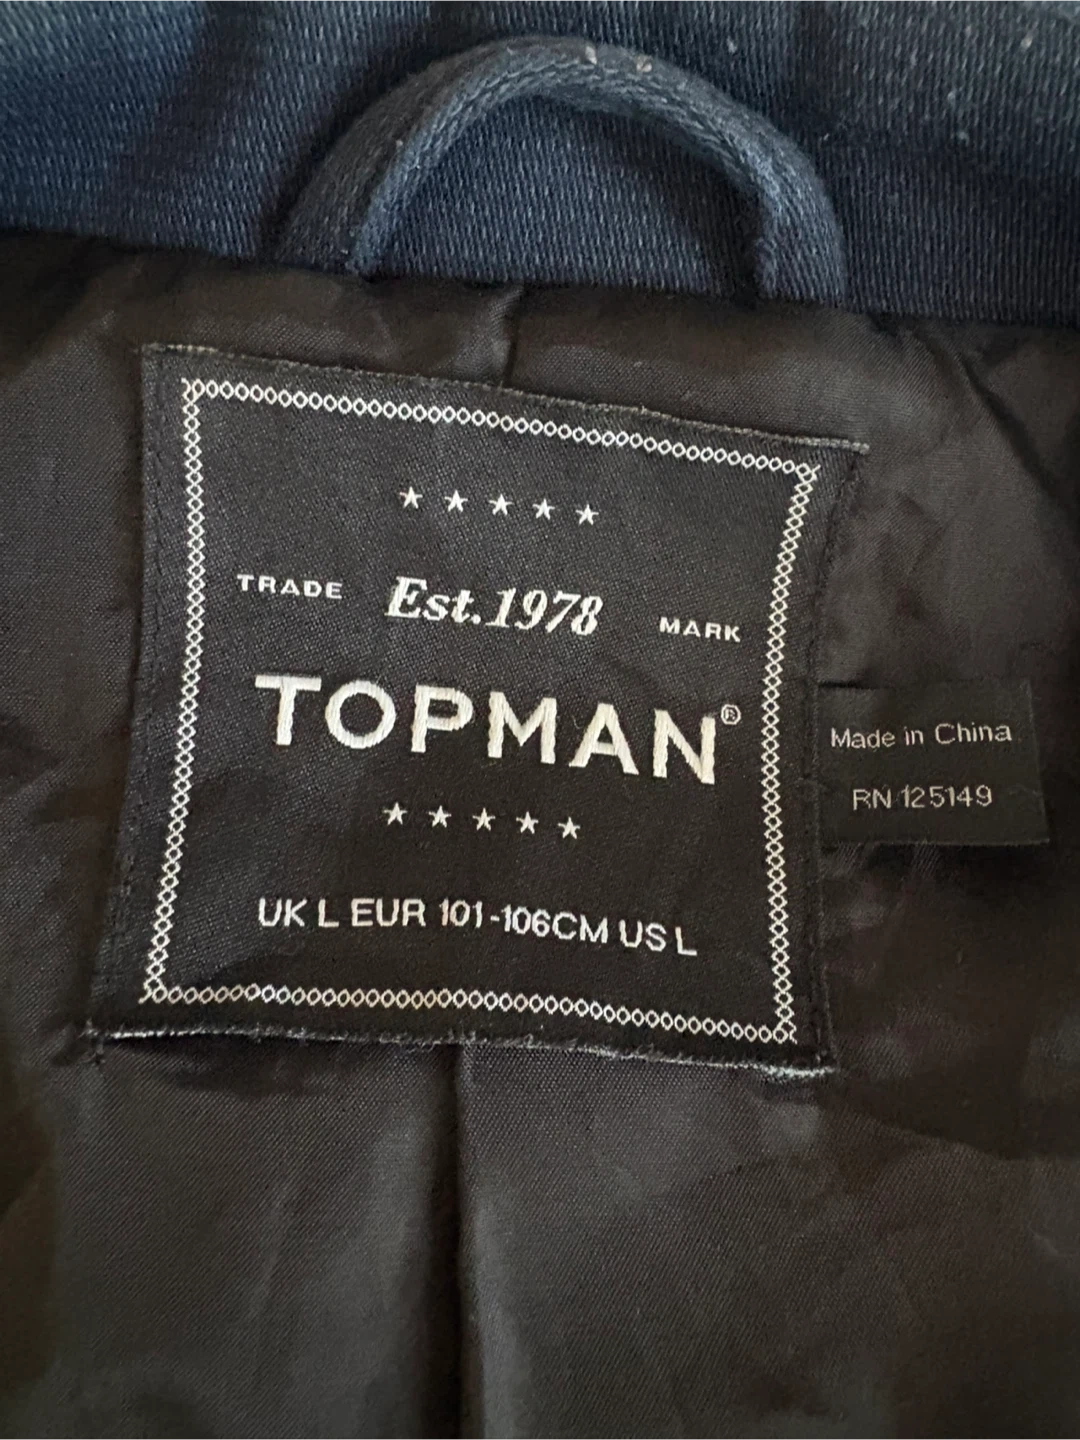 TRADE Est.1978 MARK
TOPMAN®
UK L EUR 101-106CM US L
Made in China
RN 125149